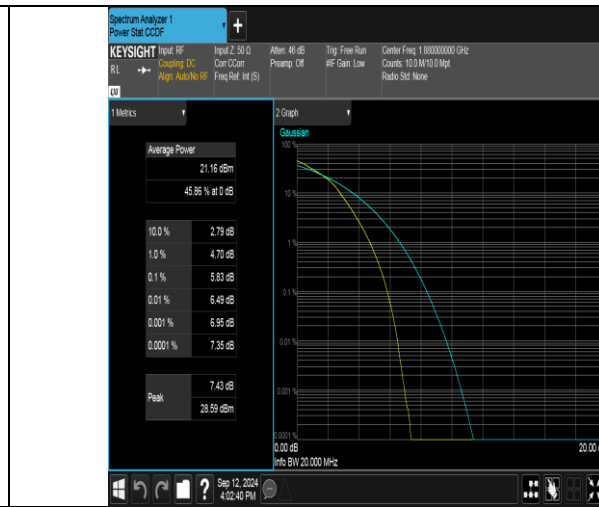 Spectrum Analyzer 1
Power Stat CCDF
+
KEYSIGHT Input: RF Input Z: 50 Ω Atten: 46 dB Trig: Free Run Center Freq: 1.880000000 GHz
RL Coupling: DC Corr CCorr Preamp: Off #IF Gain: Low Counts: 10.0 M/10.0 Mpt
Align: Auto/No RF Freq Ref: Int (S) Radio Std: None
LXI
1 Metrics
2 Graph
Gaussian
Average Power
21.16 dBm
45.86 % at 0 dB
10.0 % 2.79 dB
1.0 % 4.70 dB
0.1 % 5.83 dB
0.01 % 6.49 dB
0.001 % 6.95 dB
0.0001 % 7.35 dB
Peak
7.43 dB
28.59 dBm
100 %
10 %
1 %
0.1 %
0.01 %
0.001 %
0.0001 %
0.00 dB 20.00
Info BW 20.000 MHz
?
Sep 12, 2024
4:02:40 PM